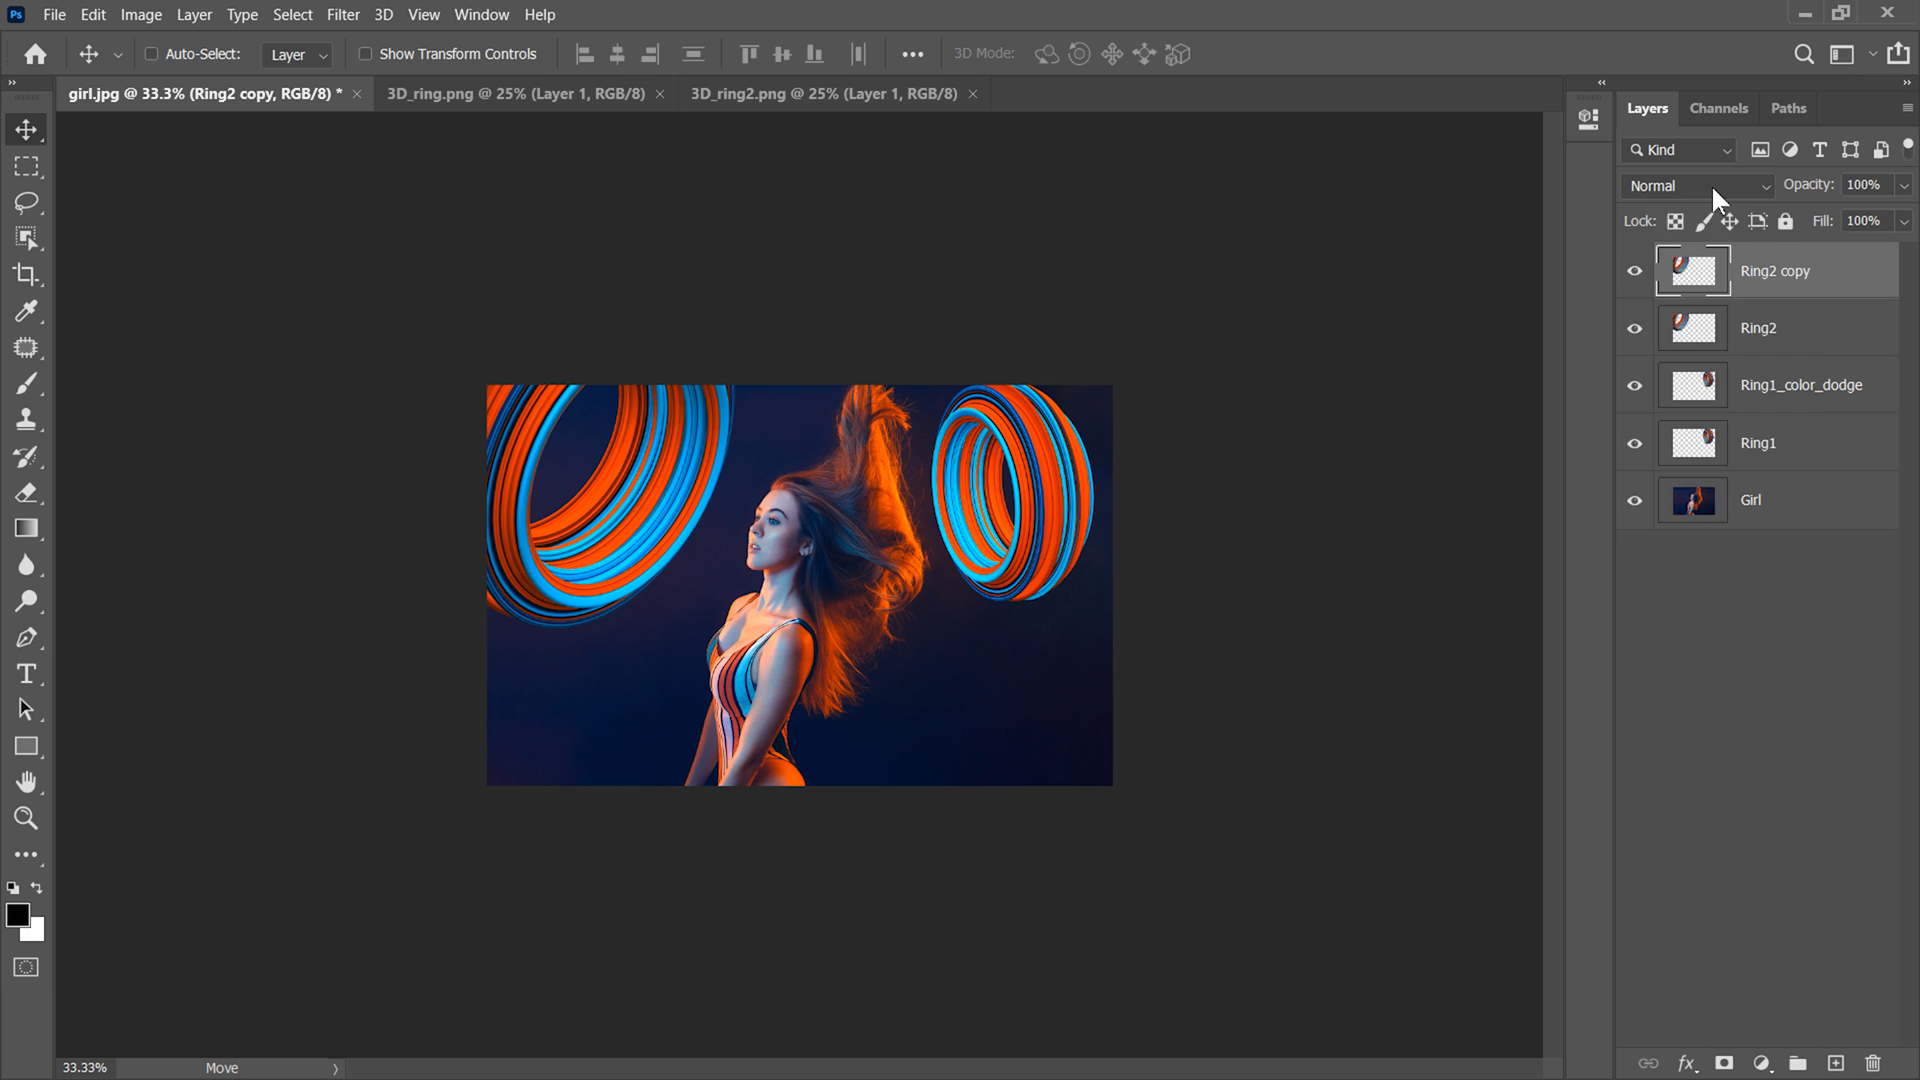 Ps File Edit Image Layer Type Select Filter 3D View Window Help
Auto-Select: Layer Show Transform Controls 3D Mode:
girl.jpg @ 33.3% (Ring2 copy, RGB/8) * 3D_ring.png @ 25% (Layer 1, RGB/8) 3D_ring2.png @ 25% (Layer 1, RGB/8)
Layers Channels Paths
Kind
Normal Opacity: 100%
Lock: Fill: 100%
Ring2 copy
Ring2
Ring1_color_dodge
Ring1
Girl
33.33% Move
fx